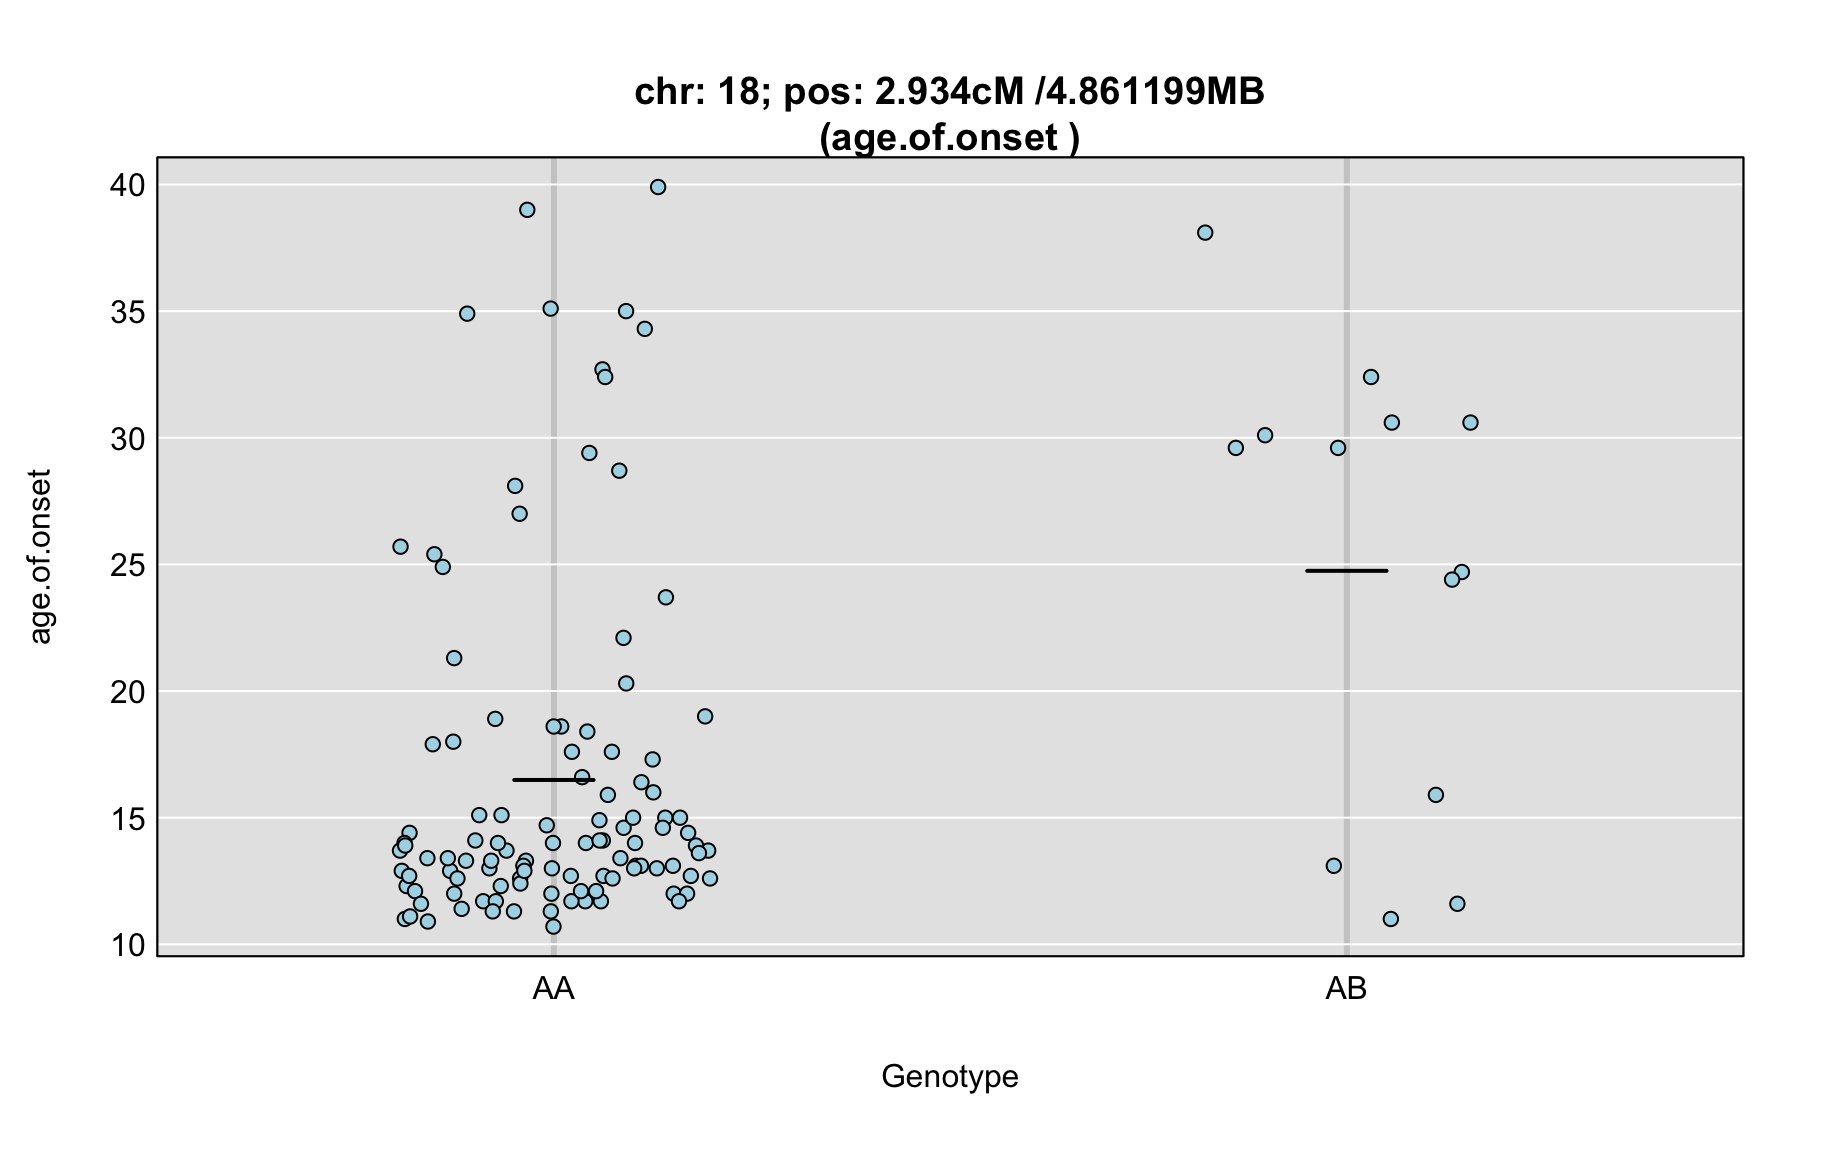 chr: 18; pos: 2.934cM /4.861199MB
(age.of.onset )
40
35
30
25
20
15
10
age.of.onset
AA
AB
Genotype